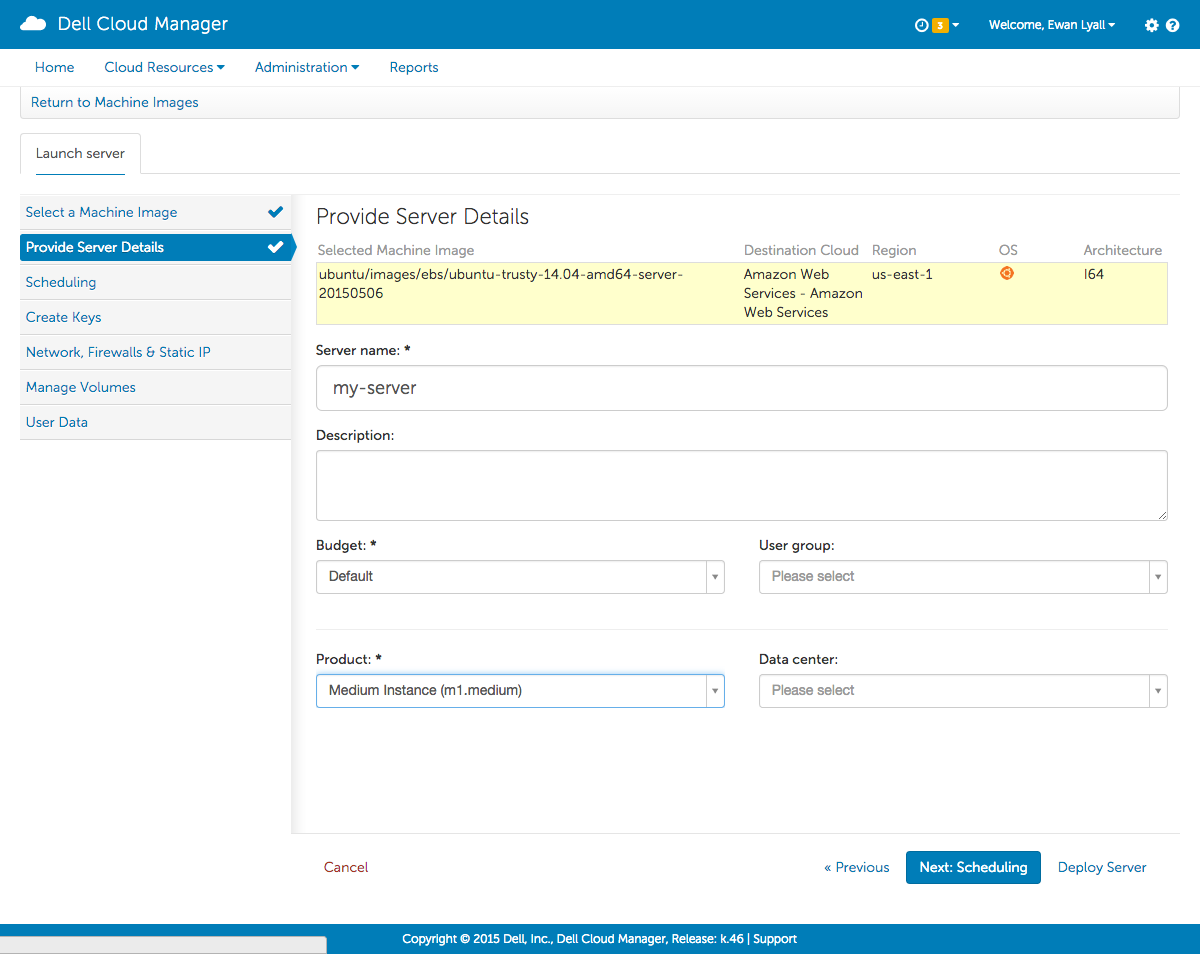 Dell Cloud Manager
3
Welcome, Ewan Lyall
Home Cloud Resources Administration Reports
Return to Machine Images
Launch server
Select a Machine Image
Provide Server Details
Scheduling
Create Keys
Network, Firewalls & Static IP
Manage Volumes
User Data
Provide Server Details
Selected Machine Image Destination Cloud Region OS Architecture
ubuntu/images/ebs/ubuntu-trusty-14.04-amd64-server- Amazon Web us-east-1 I64
20150506 Services - Amazon
Web Services
Server name: *
my-server
Description:
Budget: * User group:
Default Please select
Product: * Data center:
Medium Instance (m1.medium) Please select
Cancel « Previous Next: Scheduling Deploy Server
Copyright © 2015 Dell, Inc., Dell Cloud Manager, Release: k.46 | Support